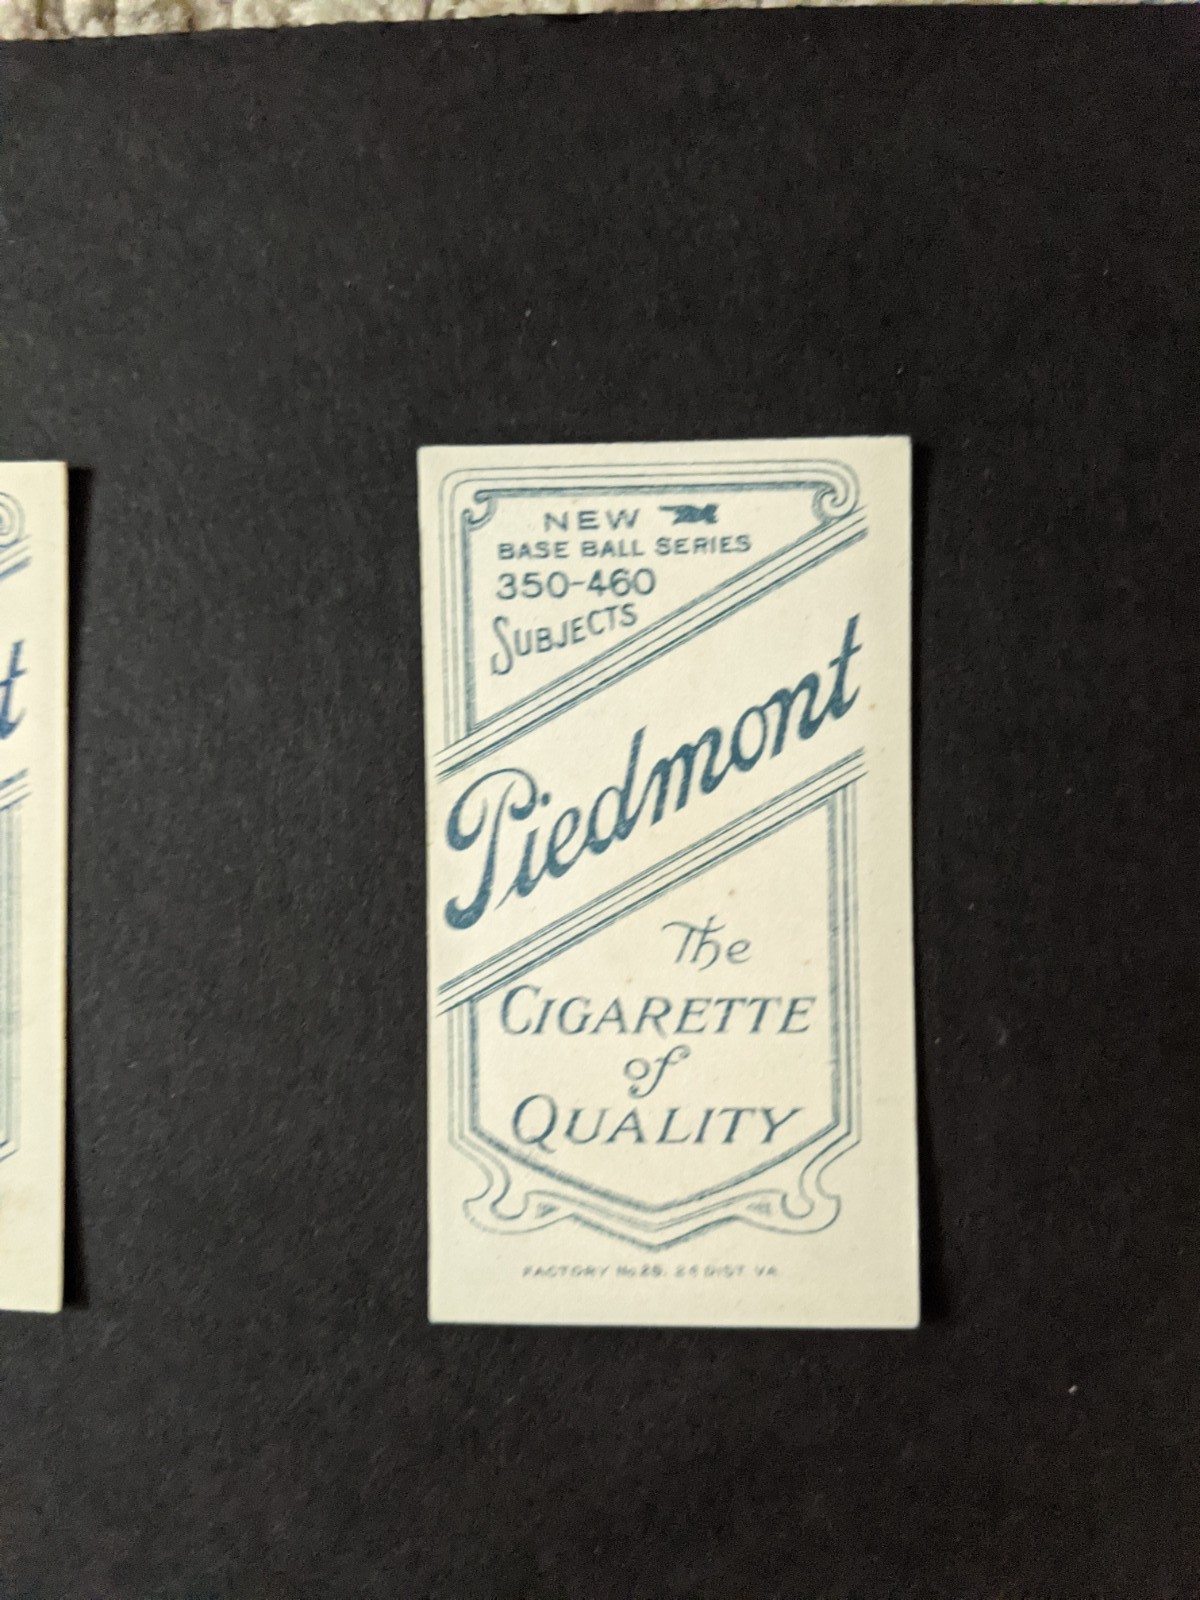 NEW
BASE BALL SERIES
350-460
SUBJECTS
Piedmont
The
CIGARETTE
of
QUALITY
FACTORY No 25. 2d DIST VA
t